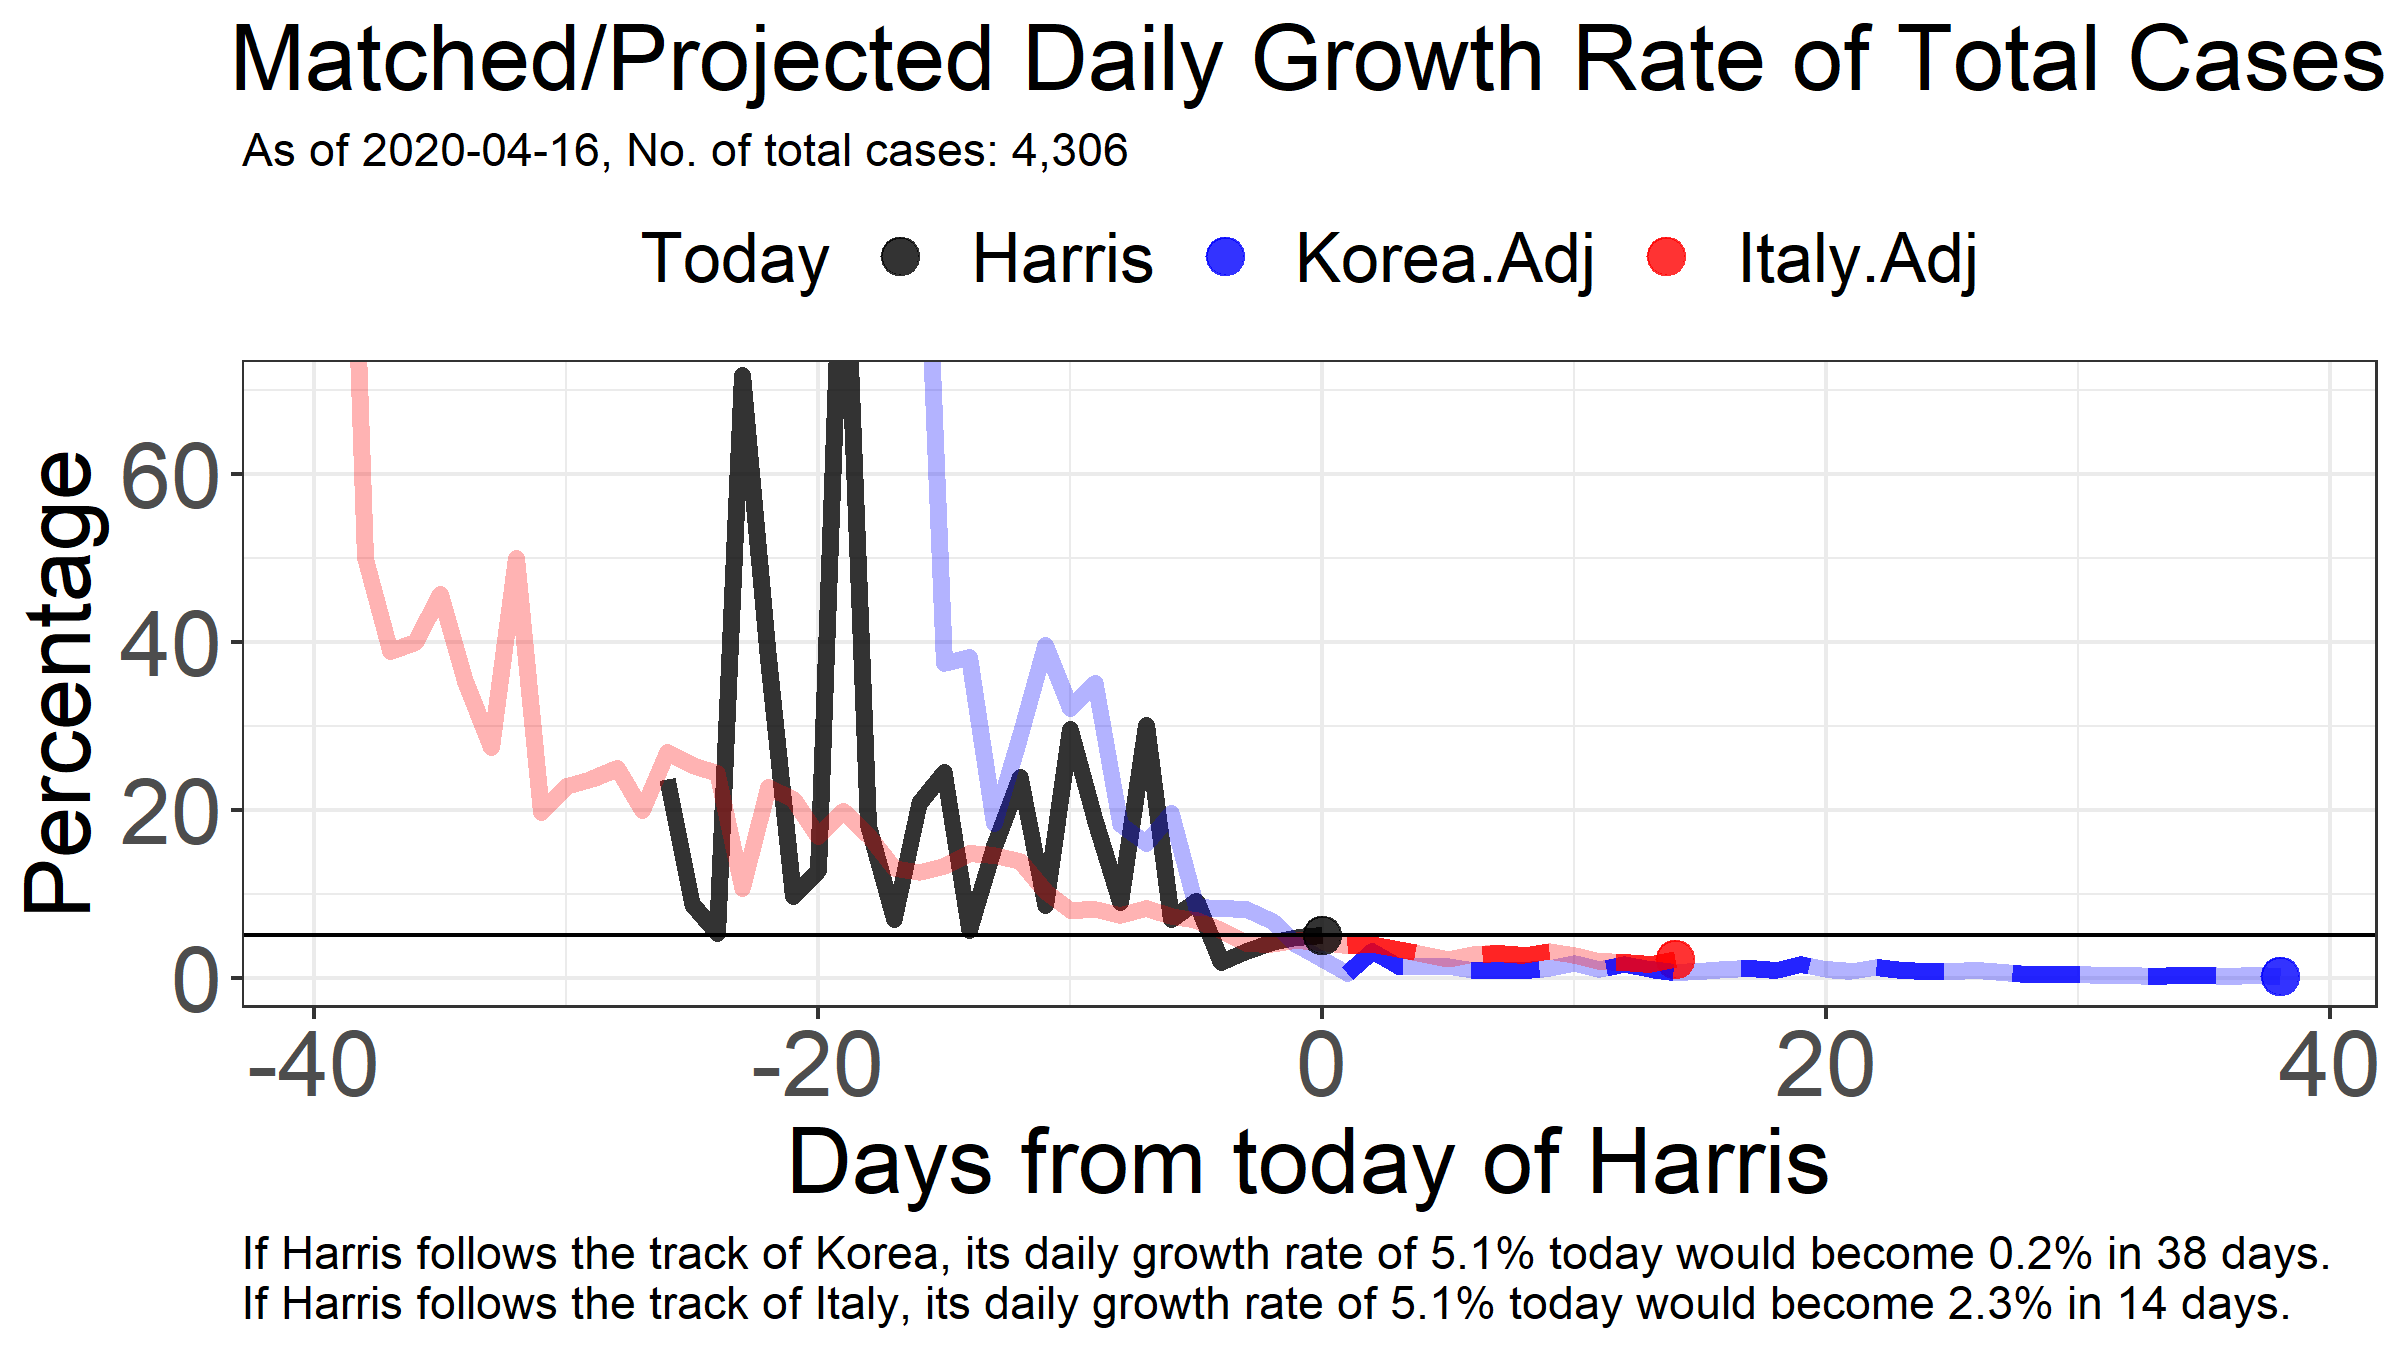 Matched/Projected Daily Growth Rate of Total Cases
As of 2020-04-16, No. of total cases: 4,306
Today Harris Korea.Adj Italy.Adj
Percentage
60
40
20
0
-40 -20 0 20 40
Days from today of Harris
If Harris follows the track of Korea, its daily growth rate of 5.1% today would become 0.2% in 38 days.
If Harris follows the track of Italy, its daily growth rate of 5.1% today would become 2.3% in 14 days.